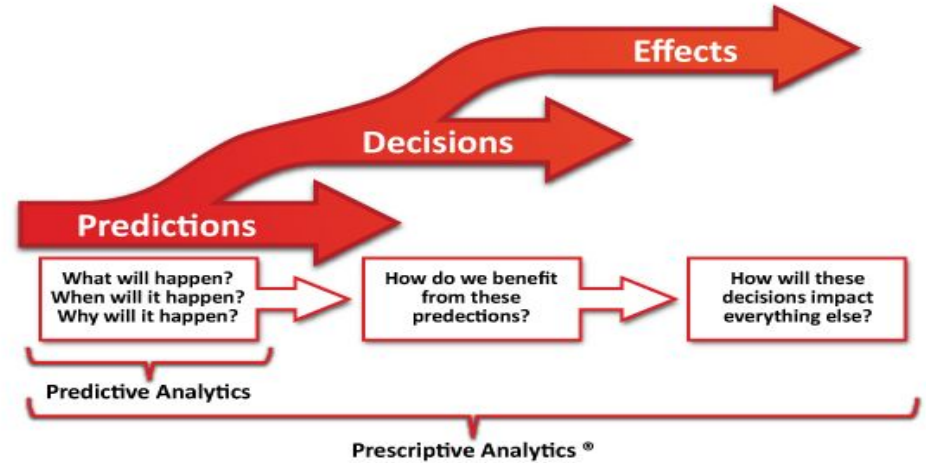 Effects
Decisions
Predictions
What will happen?
When will it happen?
Why will it happen?
How do we benefit
from these
predections?
How will these
decisions impact
everything else?
Predictive Analytics
Prescriptive Analytics ®